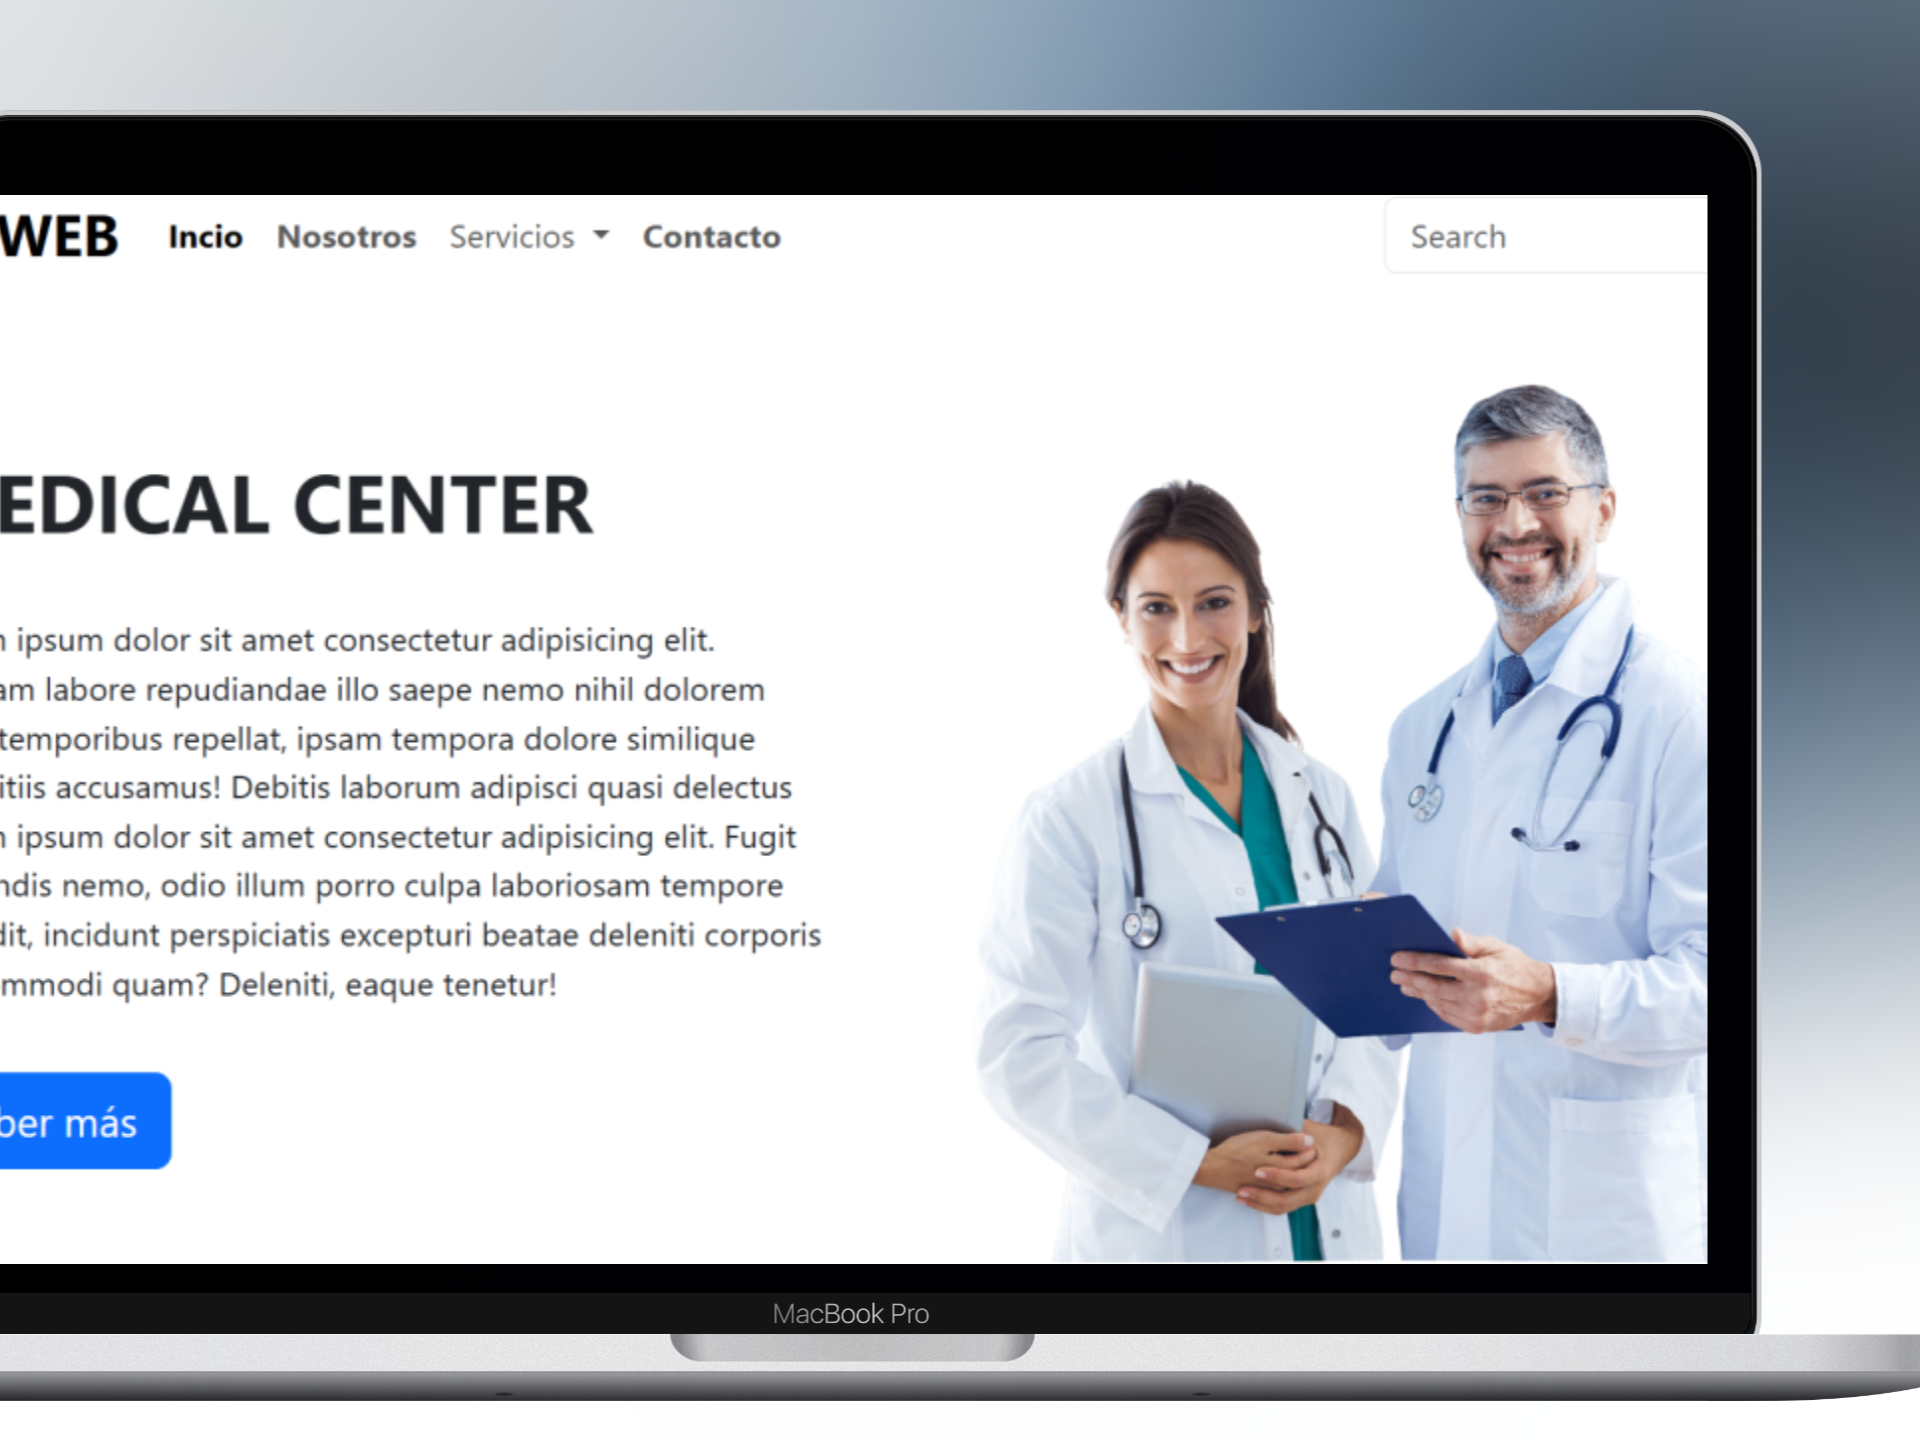 WEB Incio Nosotros Servicios Contacto Search
EDICAL CENTER
ipsum dolor sit amet consectetur adipisicing elit.
am labore repudiandae illo saepe nemo nihil dolorem
temporibus repellat, ipsam tempora dolore similique
itiis accusamus! Debitis laborum adipisci quasi delectus
ipsum dolor sit amet consectetur adipisicing elit. Fugit
ndis nemo, odio illum porro culpa laboriosam tempore
dit, incidunt perspiciatis excepturi beatae deleniti corporis
mmodi quam? Deleniti, eaque tenetur!
ber más
MacBook Pro